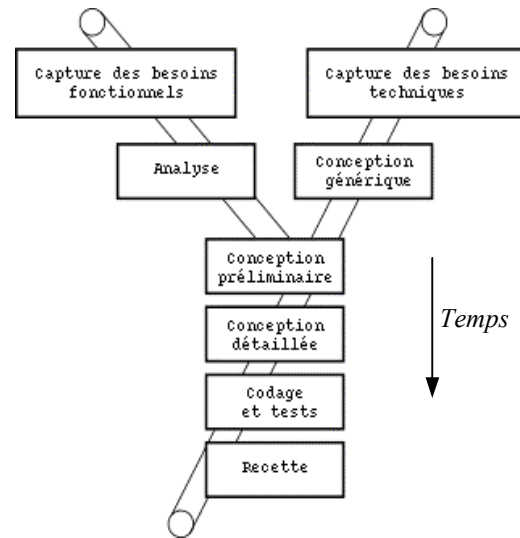 Capture des besoins
fonctionnels
Capture des besoins
techniques
Analyse
Conception
générique
Conception
préliminaire
Temps
Conception
détaillée
Codage
et tests
Recette